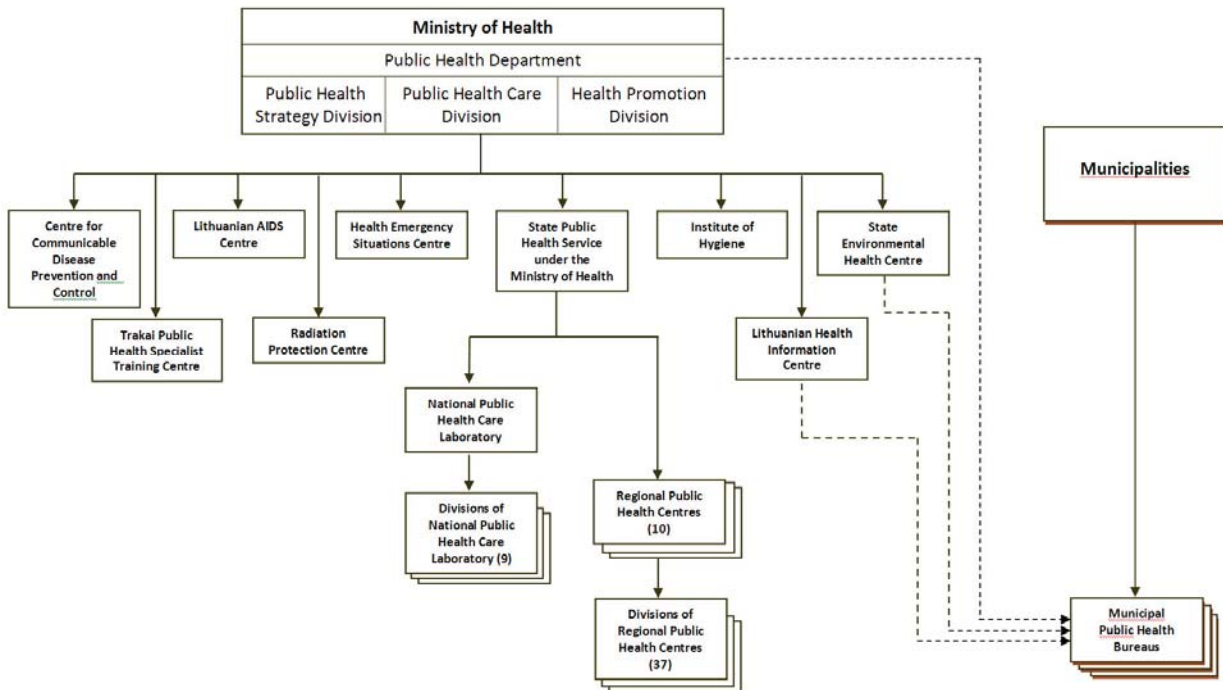 Ministry of Health
Public Health Department
Public Health
Strategy Division
Public Health Care
Division
Health Promotion
Division
Municipalities
Centre for
Communicable
Disease
Prevention and
Control
Lithuanian AIDS
Centre
Health Emergency
Situations Centre
State Public
Health Service
under the
Ministry of Health
Institute of
Hygiene
State
Environmental
Health Centre
Trakai Public
Health Specialist
Training Centre
Radiation
Protection Centre
Lithuanian Health
Information
Centre
National Public
Health Care
Laboratory
Divisions of
National Public
Health Care
Laboratory (9)
Regional Public
Health Centres
(10)
Divisions of
Regional Public
Health Centres
(37)
Municipal
Public Health
Bureaus